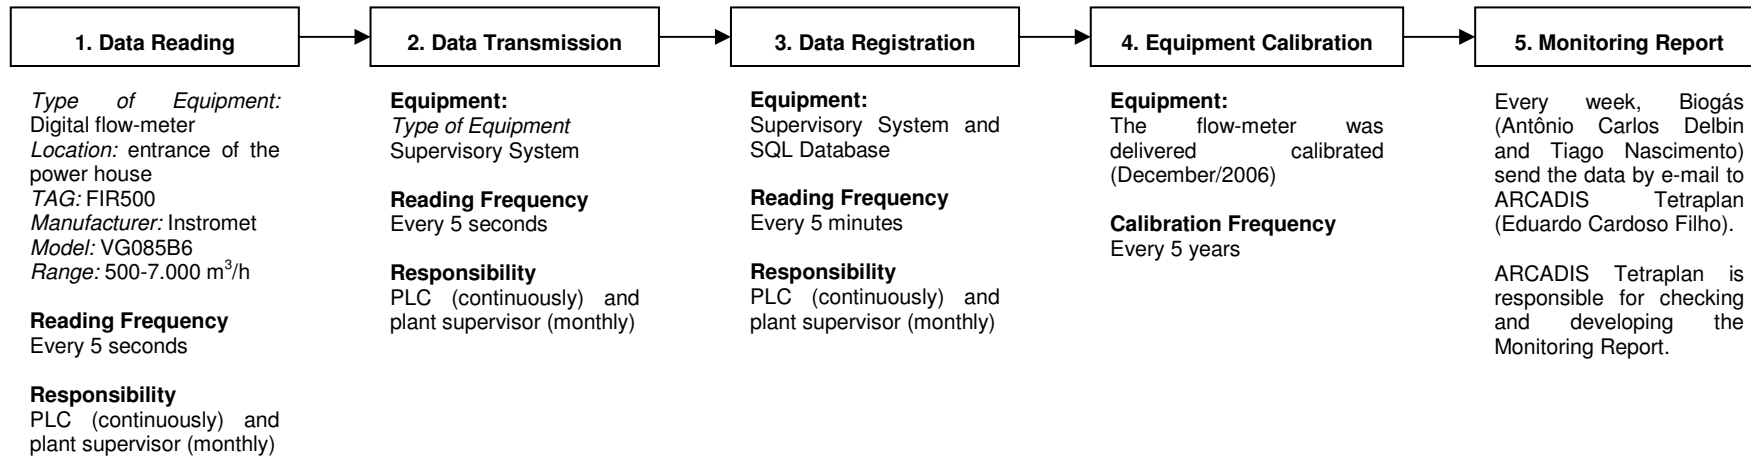 1. Data Reading
Type of Equipment:
Digital flow-meter
Location: entrance of the
power house
TAG: FIR500
Manufacturer: Instromet
Model: VG085B6
Range: 500-7.000 m³/h
Reading Frequency
Every 5 seconds
Responsibility
PLC (continuously) and
plant supervisor (monthly)
2. Data Transmission
Equipment:
Type of Equipment
Supervisory System
Reading Frequency
Every 5 seconds
Responsibility
PLC (continuously) and
plant supervisor (monthly)
3. Data Registration
Equipment:
Supervisory System and
SQL Database
Reading Frequency
Every 5 minutes
Responsibility
PLC (continuously) and
plant supervisor (monthly)
4. Equipment Calibration
Equipment:
The flow-meter was
delivered calibrated
(December/2006)
Calibration Frequency
Every 5 years
5. Monitoring Report
Every week, Biogás
(Antônio Carlos Delbin
and Tiago Nascimento)
send the data by e-mail to
ARCADIS Tetraplan
(Eduardo Cardoso Filho).
ARCADIS Tetraplan is
responsible for checking
and developing the
Monitoring Report.